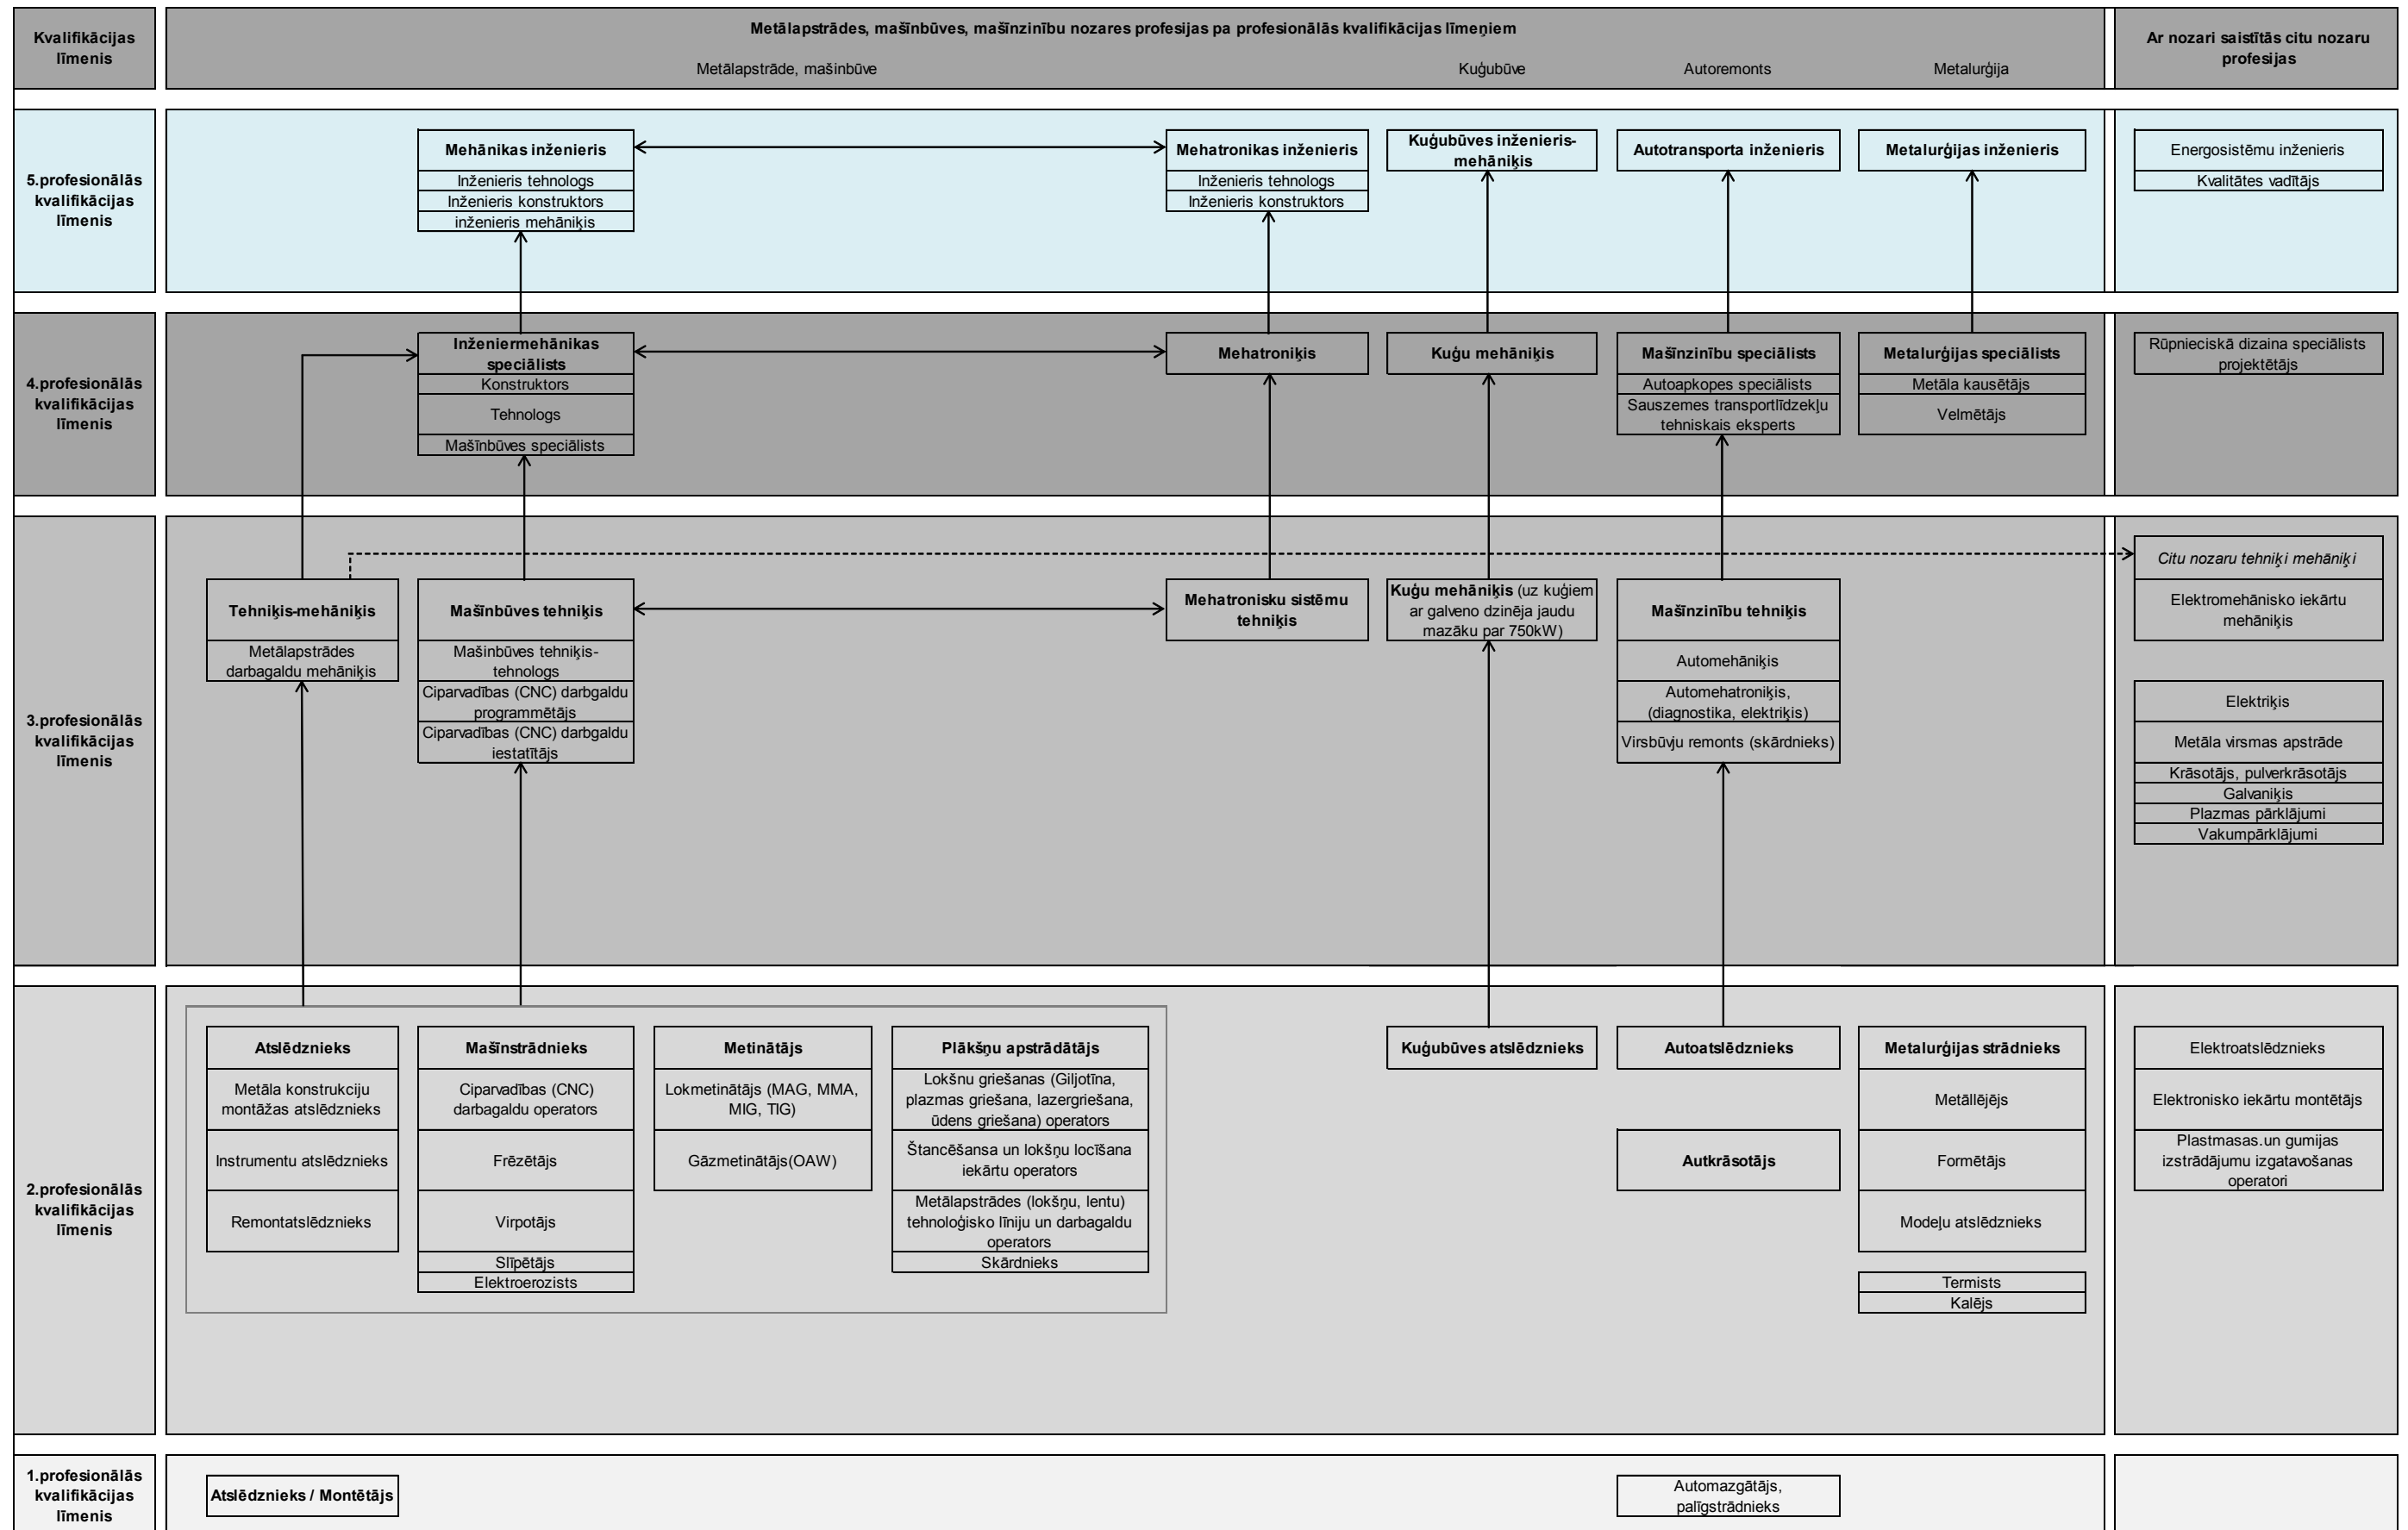 Kvalifikācijas
līmenis
Metālapstrādes, mašīnbūves, mašīnzinību nozares profesijas pa profesionālās kvalifikācijas līmeņiem
Metālapstrāde, mašinbūve
Kuģubūve
Autoremonts
Metalurģija
Ar nozari saistītās citu nozaru
profesijas
5.profesionālās
kvalifikācijas
līmenis
Mehānikas inženieris
Inženieris tehnologs
Inženieris konstruktors
inženieris mehāniķis
Mehatronikas inženieris
Inženieris tehnologs
Inženieris konstruktors
Kuģubūves inženieris-
mehāniķis
Autotransporta inženieris
Metalurģijas inženieris
Energosistēmu inženieris
Kvalitātes vadītājs
4.profesionālās
kvalifikācijas
līmenis
Inženiermehānikas
speciālists
Konstruktors
Tehnologs
Mašīnbūves speciālists
Mehatroniķis
Kuģu mehāniķis
Mašīnzinību speciālists
Autoapkopes speciālists
Sauszemes transportlīdzekļu
tehniskais eksperts
Metalurģijas speciālists
Metāla kausētājs
Velmētājs
Rūpnieciskā dizaina speciālists
projektētājs
3.profesionālās
kvalifikācijas
līmenis
Tehniķis-mehāniķis
Metālapstrādes
darbagaldu mehāniķis
Mašīnbūves tehniķis
Mašinbūves tehniķis-
tehnologs
Ciparvadības (CNC) darbgaldu
programmētājs
Ciparvadības (CNC) darbgaldu
iestatītājs
Mehatronisku sistēmu
tehniķis
Kuģu mehāniķis (uz kuģiem
ar galveno dzinēja jaudu
mazāku par 750kW)
Mašīnzinību tehniķis
Automehāniķis
Automehatroniķis,
(diagnostika, elektriķis)
Virsbūvju remonts (skārdnieks)
Citu nozaru tehniķi mehāniķi
Elektromehānisko iekārtu
mehāniķis
Elektriķis
Metāla virsmas apstrāde
Krāsotājs, pulverkrāsotājs
Galvaniķis
Plazmas pārklājumi
Vakumpārklājumi
2.profesionālās
kvalifikācijas
līmenis
Atslēdznieks
Metāla konstrukciju
montāžas atslēdznieks
Instrumentu atslēdznieks
Remontatslēdznieks
Mašīnstrādnieks
Ciparvadības (CNC)
darbagaldu operators
Frēzētājs
Virpotājs
Slīpētājs
Elektroerozists
Metinātājs
Lokmetinātājs (MAG, MMA,
MIG, TIG)
Gāzmetinātājs(OAW)
Plākšņu apstrādātājs
Lokšnu griešanas (Giljotīna,
plazmas griešana, lazergriešana,
ūdens griešana) operators
Štancēšansa un lokšņu locīšana
iekārtu operators
Metālapstrādes (lokšņu, lentu)
tehnoloģisko līniju un darbagaldu
operators
Skārdnieks
Kuģubūves atslēdznieks
Autoatslēdznieks
Autkrāsotājs
Metalurģijas strādnieks
Metāllējējs
Formētājs
Modeļu atslēdznieks
Termists
Kalējs
Elektroatslēdznieks
Elektronisko iekārtu montētājs
Plastmasas.un gumijas
izstrādājumu izgatavošanas
operatori
1.profesionālās
kvalifikācijas
līmenis
Atslēdznieks / Montētājs
Automazgātājs,
palīgstrādnieks